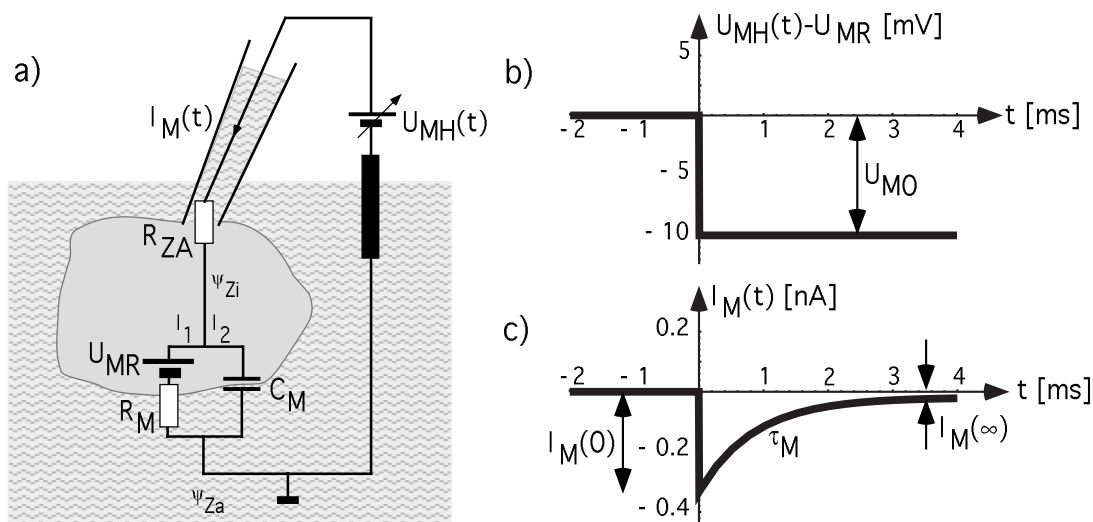 a)
I_M(t)
U_MH(t)
R_ZA
ψ_Zi
I_1 I_2
U_MR
R_M
C_M
ψ_Za
b)
U_MH(t)-U_MR [mV]
5
-2 -1 1 2 3 4 t [ms]
-5
U_M0
-10
c)
I_M(t) [nA]
0.2
-2 -1 1 2 3 4 t [ms]
I_M(0)
-0.2
τ_M
I_M(∞)
-0.4